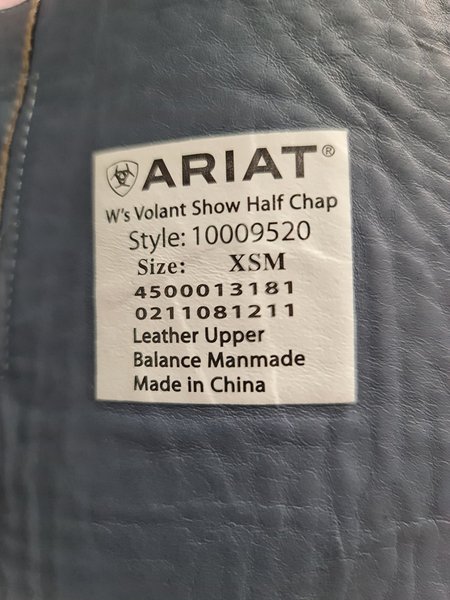 ARIAT®
W's Volant Show Half Chap
Style: 10009520
Size: XSM
4500013181
0211081211
Leather Upper
Balance Manmade
Made in China